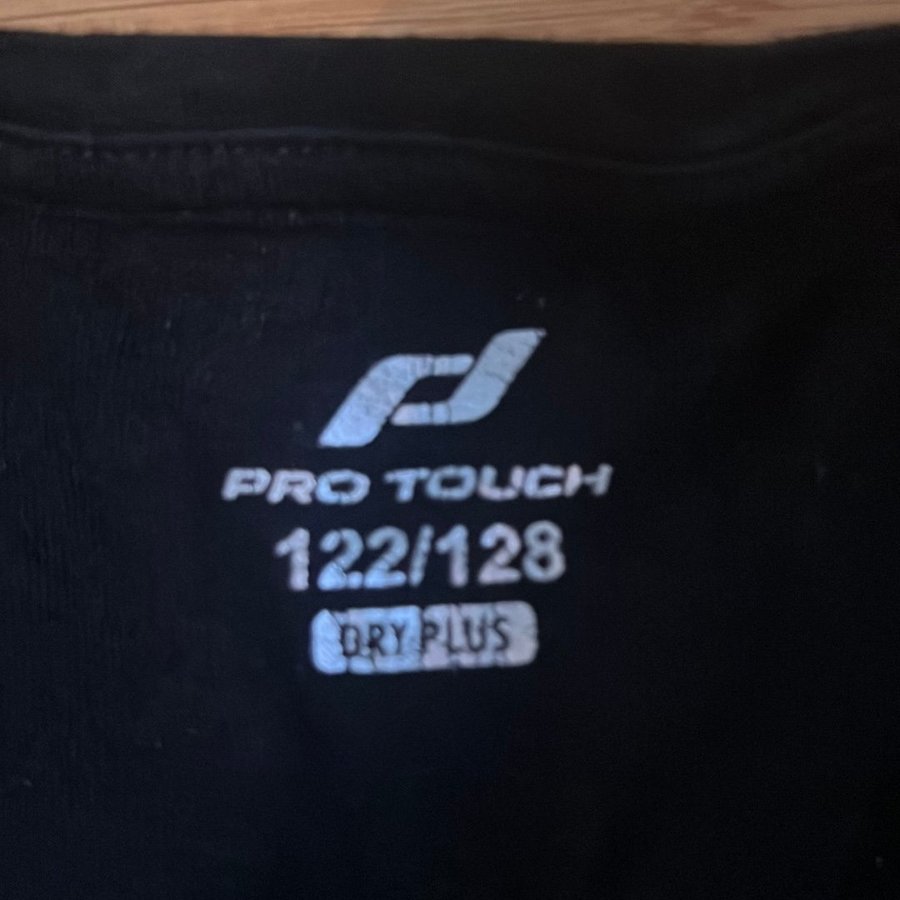 PRO TOUCH
122/128
DRY PLUS